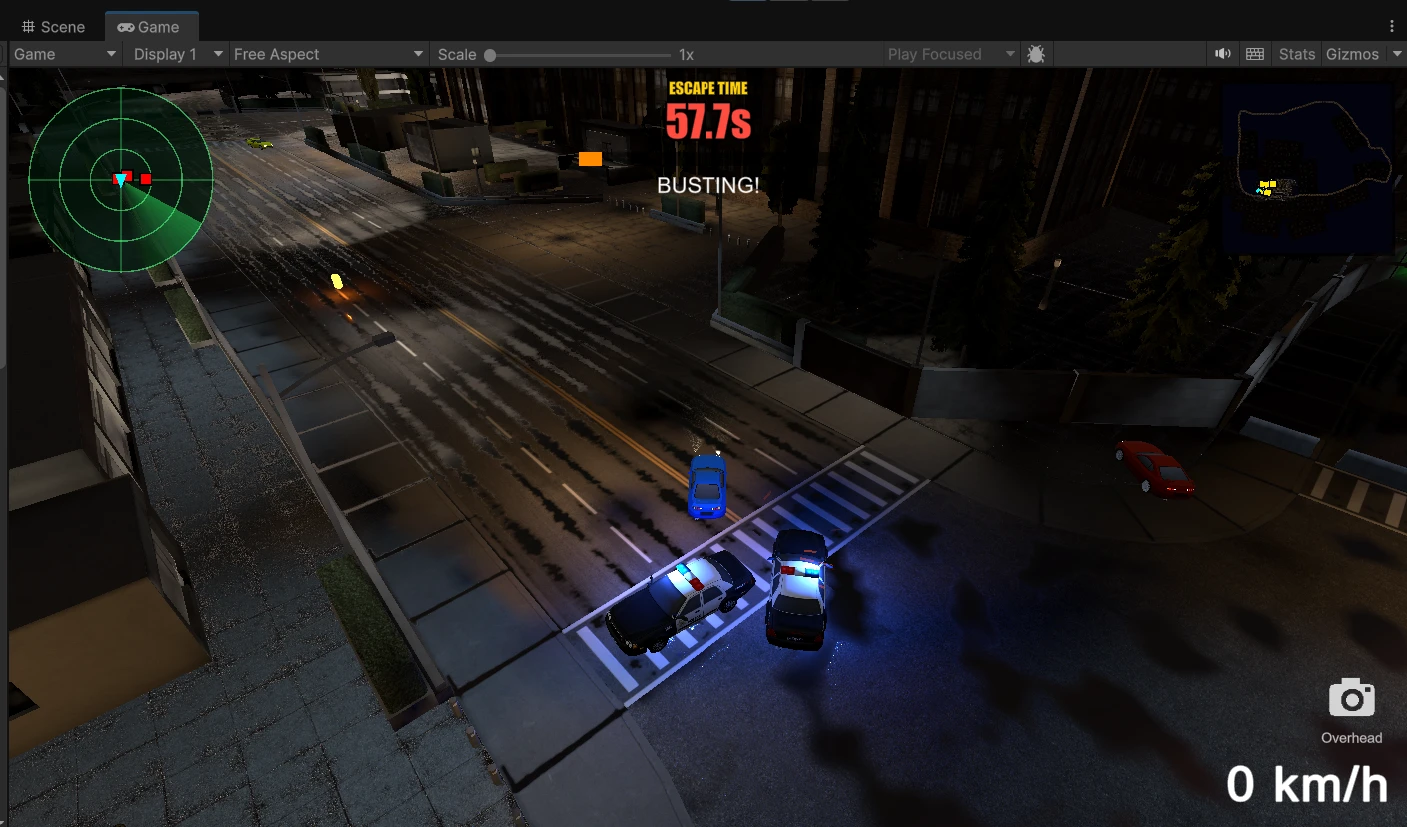 Scene
Game
Game
Display 1
Free Aspect
Scale
1x
Play Focused
Stats
Gizmos
ESCAPE TIME
57.7s
BUSTING!
Overhead
0 km/h